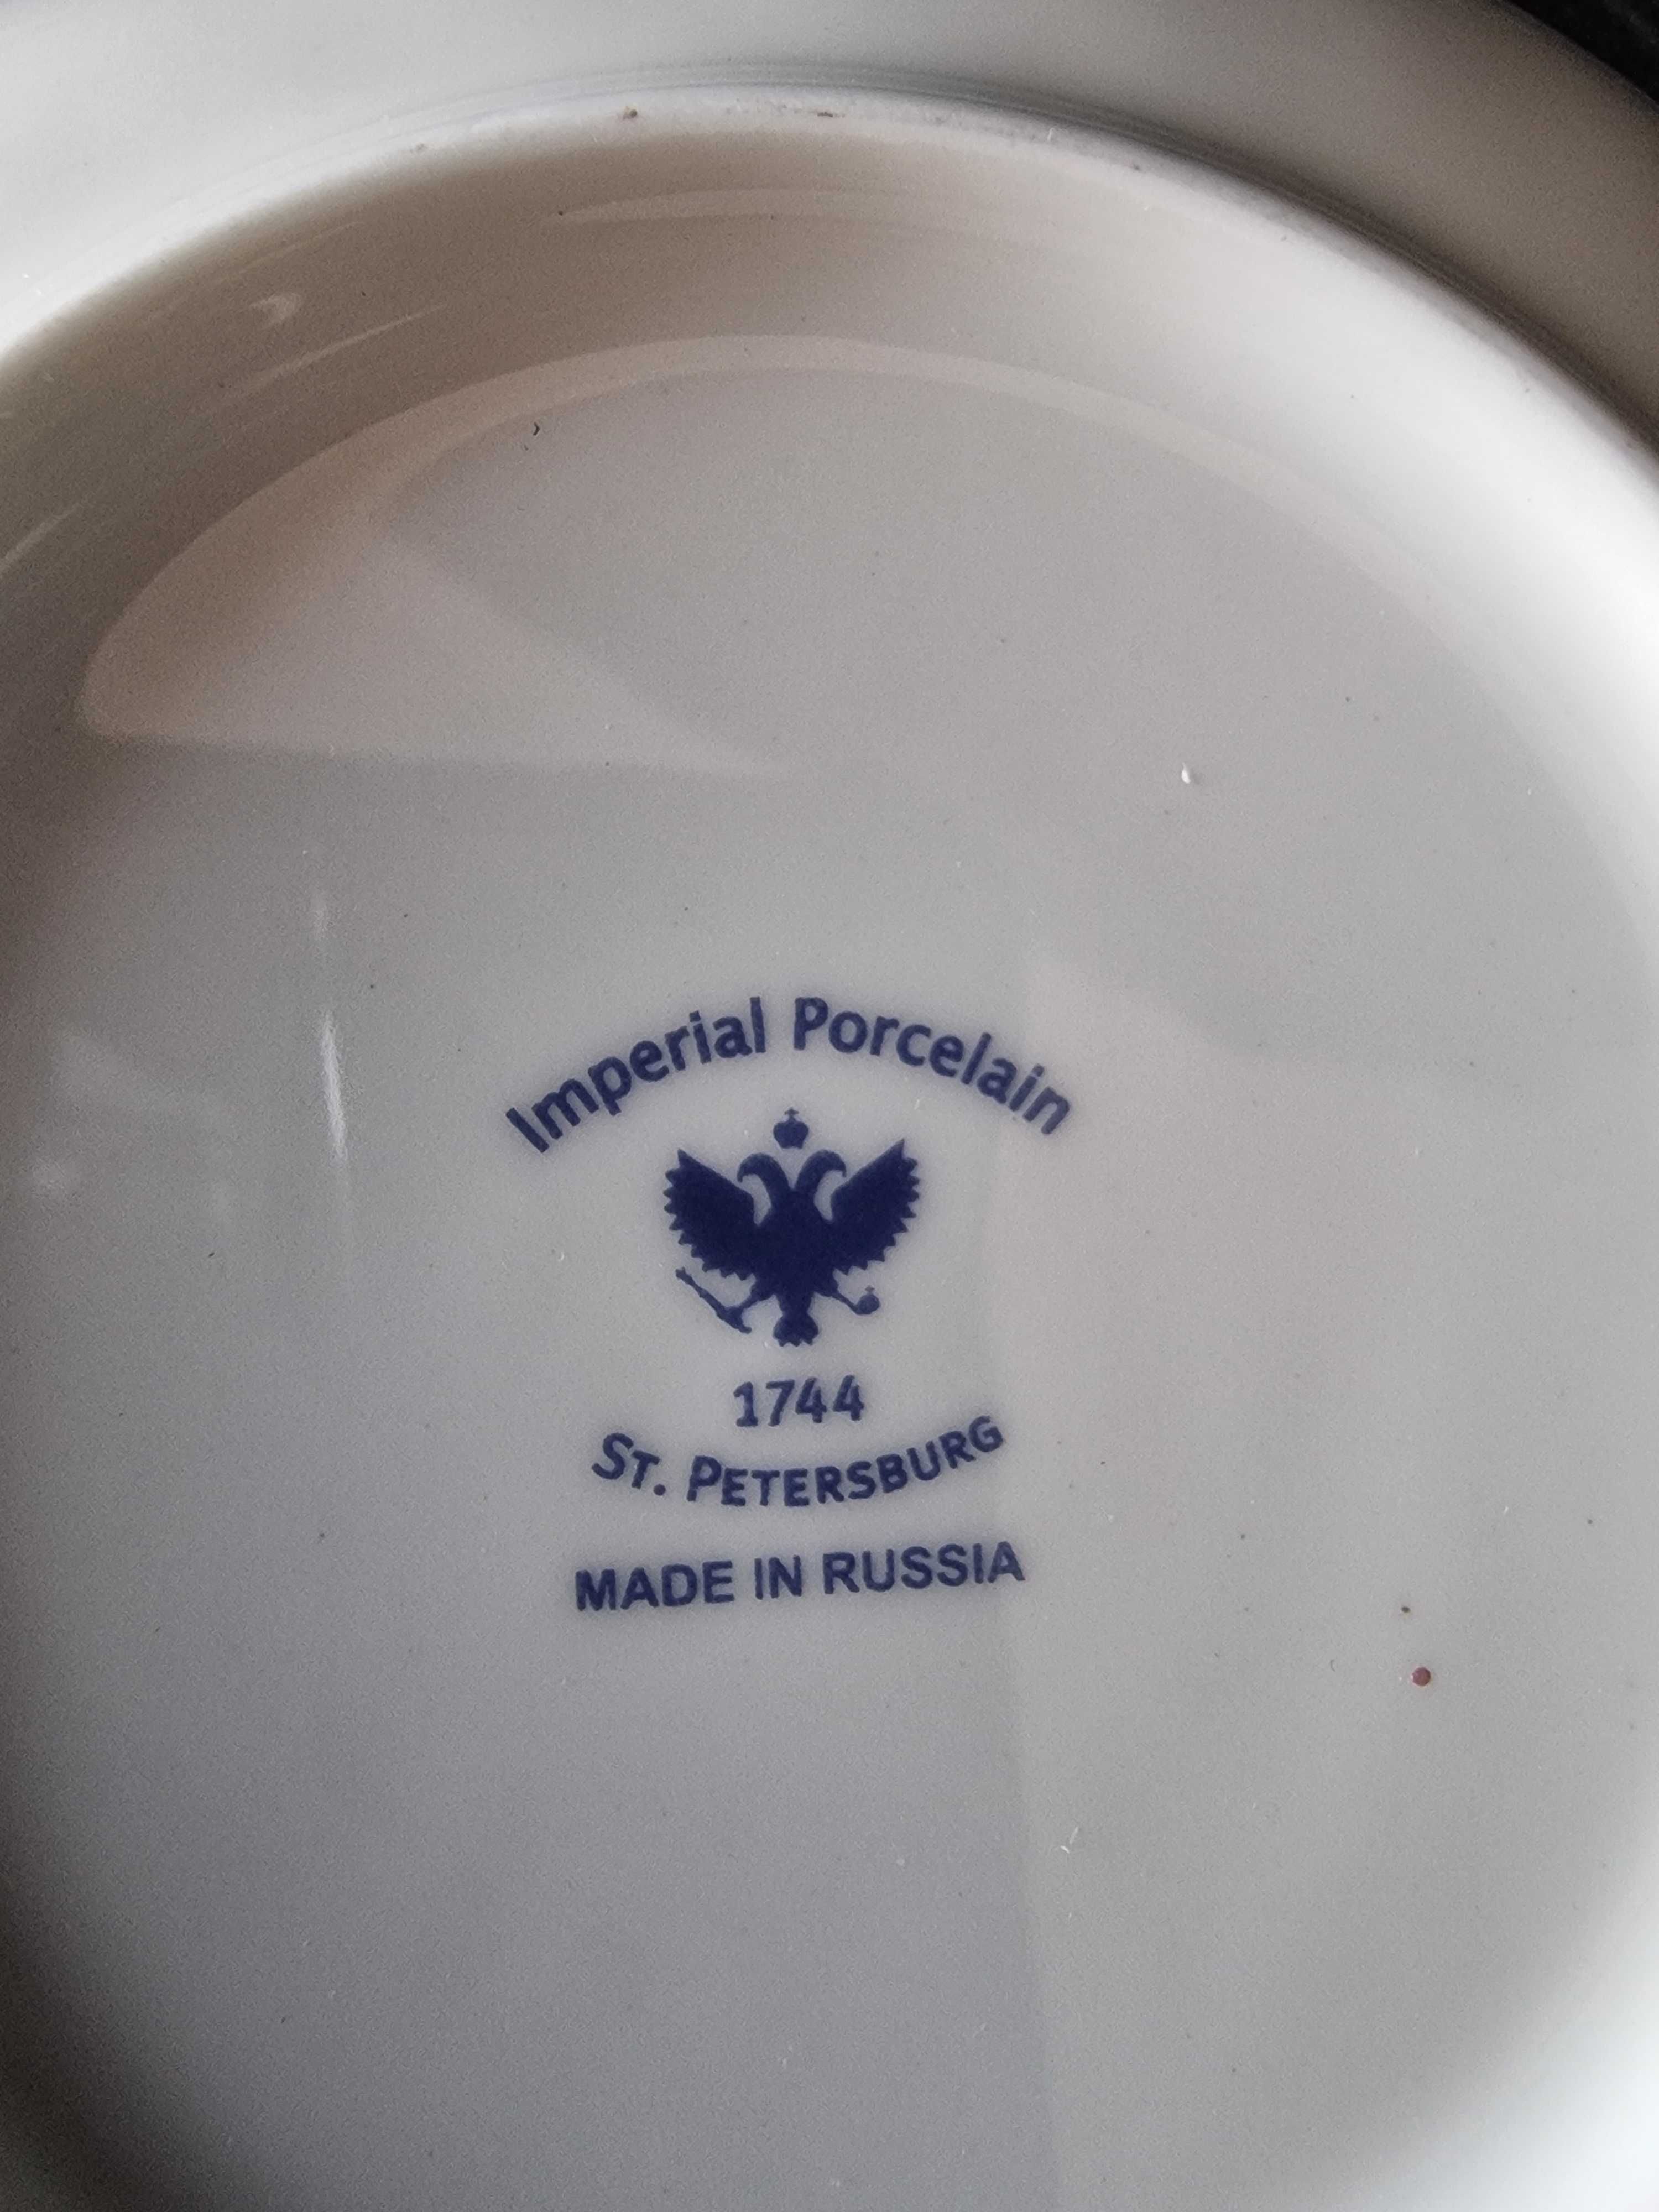 Imperial Porcelain
1744
ST. PETERSBURG
MADE IN RUSSIA